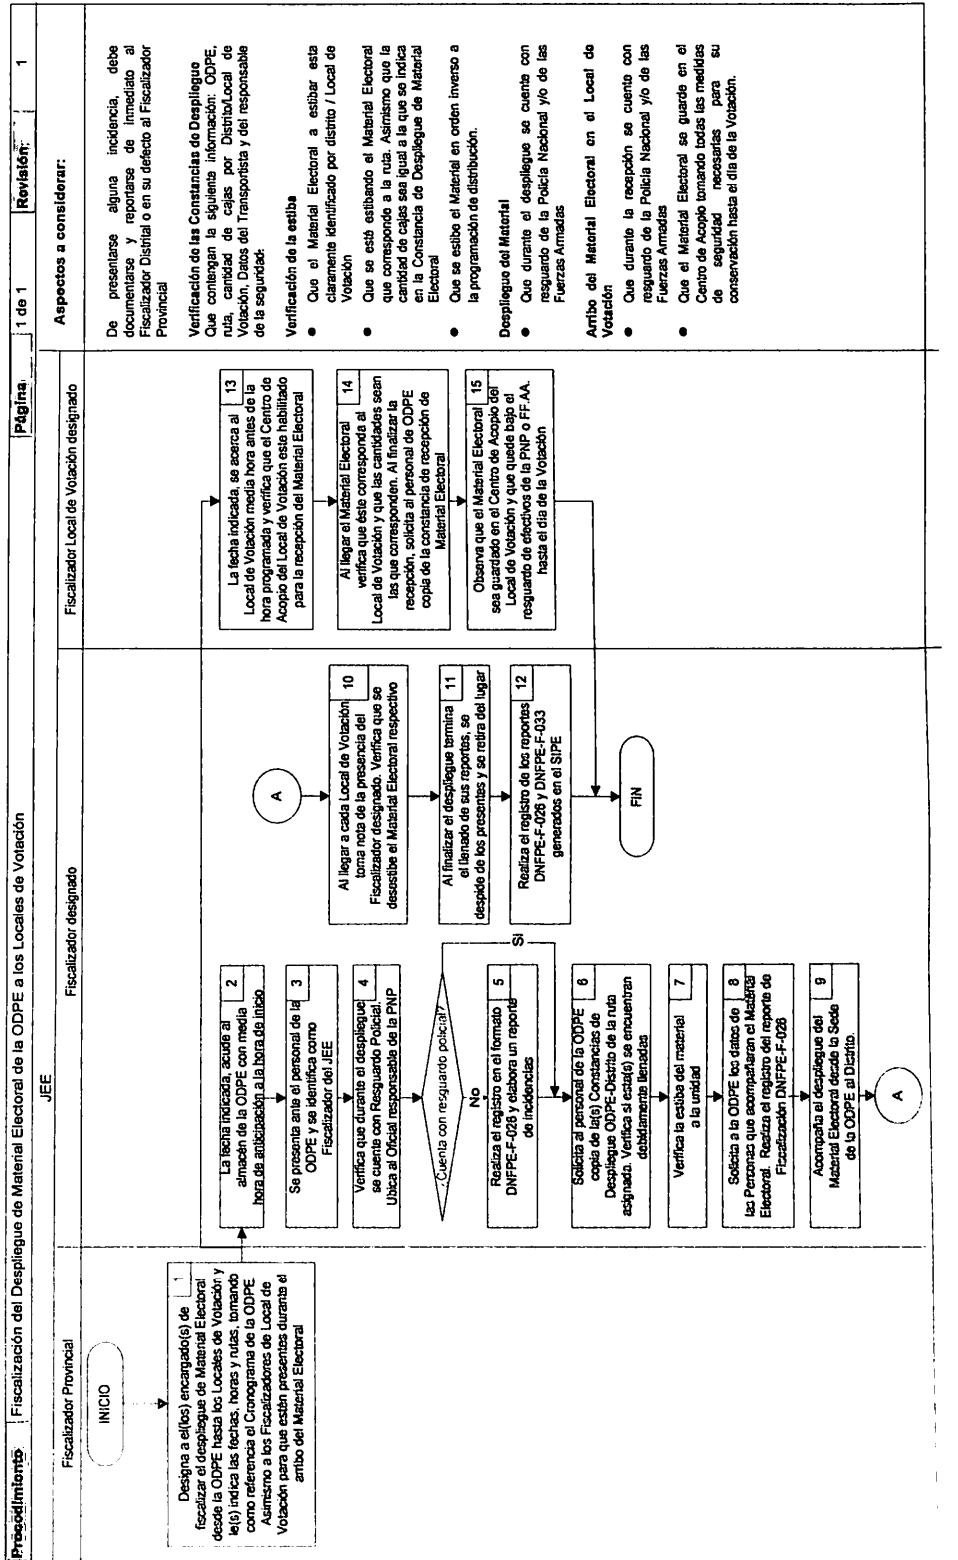 Procedimiento: Fiscalización del Despliegue de Material Electoral de la ODPE a los Locales de Votación
Página: 1 de 1
Revisión: 1
JEE
Fiscalizador Provincial
Fiscalizador designado
Fiscalizador Local de Votación designado
Aspectos a considerar:
INICIO
1
Designa a el(los) encargado(s) de
fiscalizar el despliegue de Material Electoral
desde la ODPE hasta los Locales de Votación y
le(s) indica las fechas, horas y rutas, tomando
como referencia el Cronograma de la ODPE.
Asimismo a los Fiscalizadores de Local de
Votación para que estén presentes durante el
arribo del Material Electoral
2
La fecha indicada, acude al
almacén de la ODPE con media
hora de anticipación a la hora de inicio
3
Se presenta ante el personal de la
ODPE y se identifica como
Fiscalizador del JEE
4
Verifica que durante el despliegue
se cuente con Resguardo Policial.
Ubica al Oficial responsable de la PNP
¿Cuenta con resguardo policial?
No
Si
5
Realiza el registro en el formato
DNFPE-F-026 y elabora un reporte
de incidencias
6
Solicita al personal de la ODPE
copia de la(s) Constancias de
Despliegue ODPE-Distrito de la ruta
asignada. Verifica si esta(s) se encuentran
debidamente llenadas
7
Verifica la estiba del material
a la unidad
8
Solicita a la ODPE los datos de
las Personas que acompañaran el Material
Electoral. Realiza el registro del reporte de
Fiscalización DNFPE-F-026
9
Acompaña el despliegue del
Material Electoral desde la Sede
de la ODPE al Distrito.
A
A
10
Al llegar a cada Local de Votación,
toma nota de la presencia del
Fiscalizador designado. Verifica que se
desestibe el Material Electoral respectivo
11
Al finalizar el despliegue termina
el llenado de sus reportes, se
despide de los presentes y se retira del lugar
12
Realiza el registro de los reportes
DNFPE-F-026 y DNFPE-F-033
generados en el SIPE
FIN
13
La fecha indicada, se acerca al
Local de Votación media hora antes de la
hora programada y verifica que el Centro de
Acopio del Local de Votación este habilitado
para la recepción del Material Electoral
14
Al llegar el Material Electoral
verifica que éste corresponda al
Local de Votación y que las cantidades sean
las que corresponden. Al finalizar la
recepción, solicita al personal de ODPE
copia de la constancia de recepción de
Material Electoral
15
Observa que el Material Electoral
sea guardado en el Centro de Acopio del
Local de Votación y que quede bajo el
resguardo de efectivos de la PNP o FF.AA.
hasta el día de la Votación
De presentarse alguna incidencia, debe
documentarse y reportarse de inmediato al
Fiscalizador Distrital o en su defecto al Fiscalizador
Provincial
Verificación de las Constancias de Despliegue
Que contengan la siguiente información: ODPE,
ruta, cantidad de cajas por Distrito/Local de
Votación, Datos del Transportista y del responsable
de la seguridad.
Verificación de la estiba
● Que el Material Electoral a estibar esta
claramente identificado por distrito / Local de
Votación
● Que se esté estibando el Material Electoral
que corresponde a la ruta. Asimismo que la
cantidad de cajas sea igual a la que se indica
en la Constancia de Despliegue de Material
Electoral
● Que se estibe el Material en orden inverso a
la programación de distribución.
Despliegue del Material
● Que durante el despliegue se cuente con
resguardo de la Policía Nacional y/o de las
Fuerzas Armadas
Arribo del Material Electoral en el Local de
Votación
● Que durante la recepción se cuente con
resguardo de la Policía Nacional y/o de las
Fuerzas Armadas
● Que el Material Electoral se guarde en el
Centro de Acopio tomando todas las medidas
de seguridad necesarias para su
conservación hasta el día de la Votación.